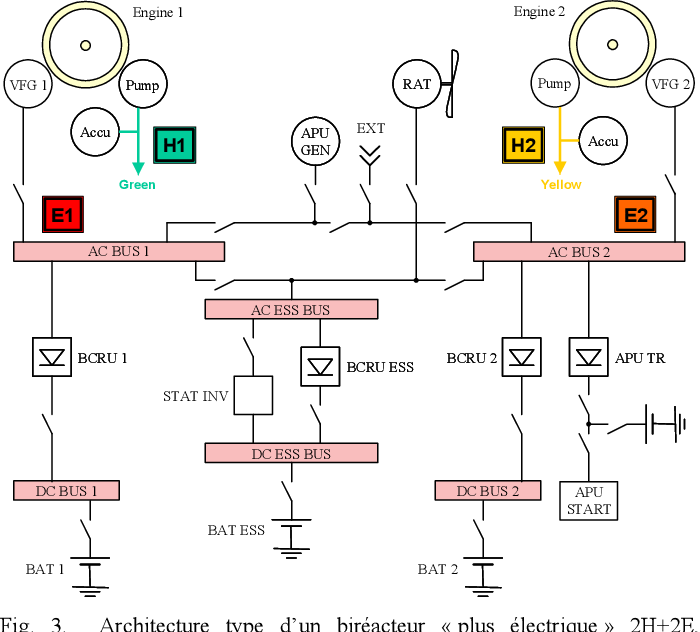 Engine 1
Engine 2
VFG 1
Pump
RAT
Pump
VFG 2
Accu
H1
APU
GEN
EXT
H2
Accu
Green
Yellow
E1
E2
AC BUS 1
AC BUS 2
AC ESS BUS
BCRU 1
BCRU ESS
BCRU 2
APU TR
STAT INV
DC ESS BUS
DC BUS 1
DC BUS 2
APU
START
BAT ESS
BAT 1
BAT 2
Fig. 3. Architecture type d’un biréacteur « plus électrique » 2H+2E.